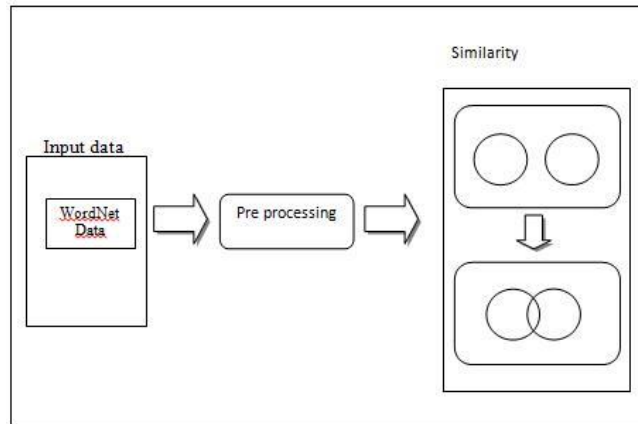 Similarity
Input data
WordNet
Data
Pre processing